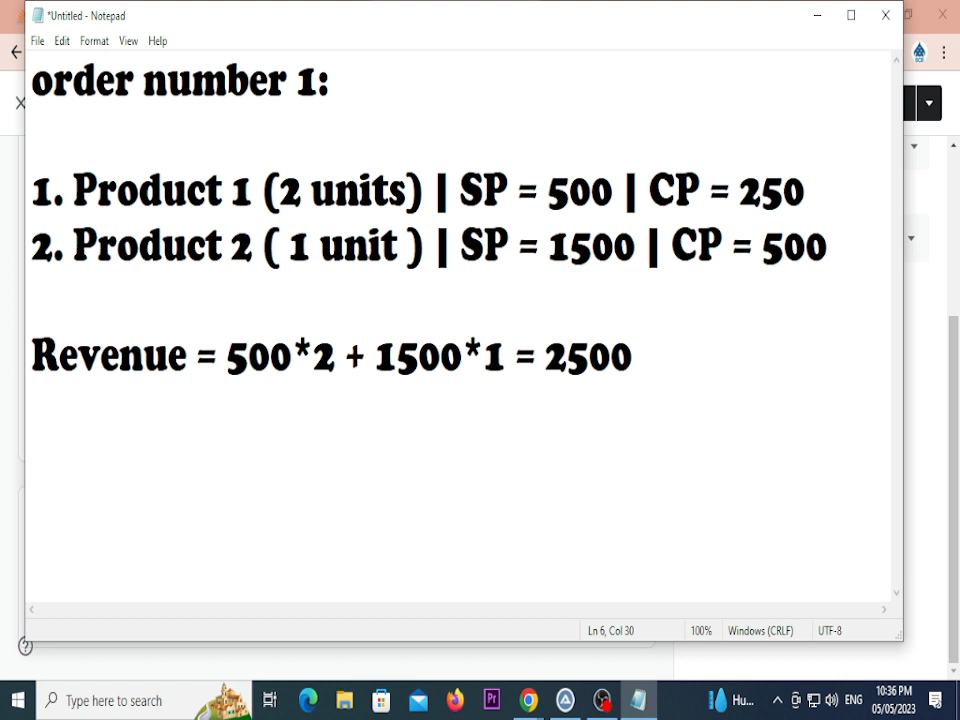 *Untitled - Notepad
File Edit Format View Help
order number 1:
1. Product 1 (2 units) | SP = 500 | CP = 250
2. Product 2 ( 1 unit ) | SP = 1500 | CP = 500
Revenue = 500*2 + 1500*1 = 2500
Ln 6, Col 30 100% Windows (CRLF) UTF-8
Type here to search
Pr
Hu...
ENG
10:36 PM
05/05/2023